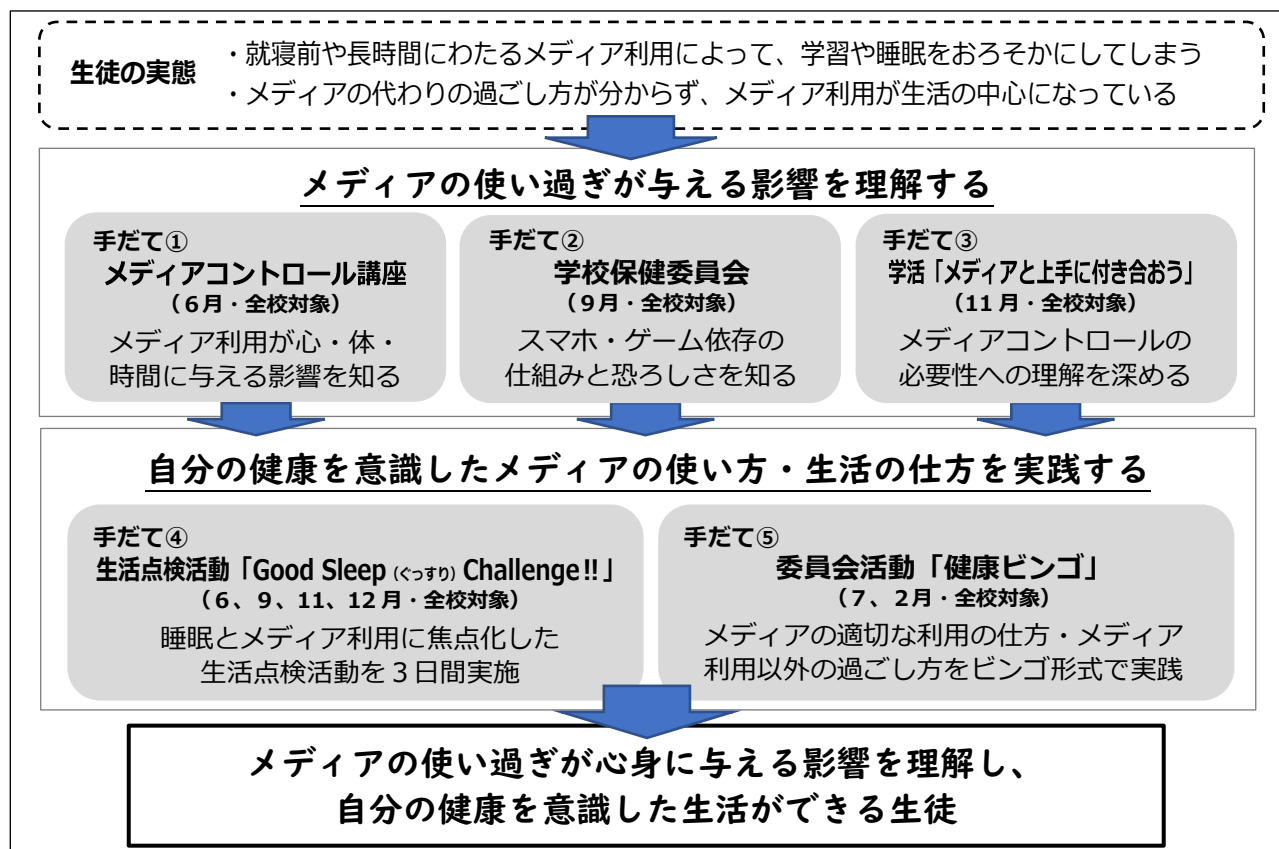 生徒の実態
・就寝前や長時間にわたるメディア利用によって、学習や睡眠をおろそかにしてしまう
・メディアの代わりの過ごし方が分からず、メディア利用が生活の中心になっている
メディアの使い過ぎが与える影響を理解する
手だて①
メディアコントロール講座
（６月・全校対象）
メディア利用が心・体・
時間に与える影響を知る
手だて②
学校保健委員会
（９月・全校対象）
スマホ・ゲーム依存の
仕組みと恐ろしさを知る
手だて③
学活「メディアと上手に付き合おう」
（11月・全校対象）
メディアコントロールの
必要性への理解を深める
自分の健康を意識したメディアの使い方・生活の仕方を実践する
手だて④
生活点検活動「Good Sleep（ぐっすり）Challenge!!」
（６、９、11、12月・全校対象）
睡眠とメディア利用に焦点化した
生活点検活動を３日間実施
手だて⑤
委員会活動「健康ビンゴ」
（７、２月・全校対象）
メディアの適切な利用の仕方・メディア
利用以外の過ごし方をビンゴ形式で実践
メディアの使い過ぎが心身に与える影響を理解し、
自分の健康を意識した生活ができる生徒